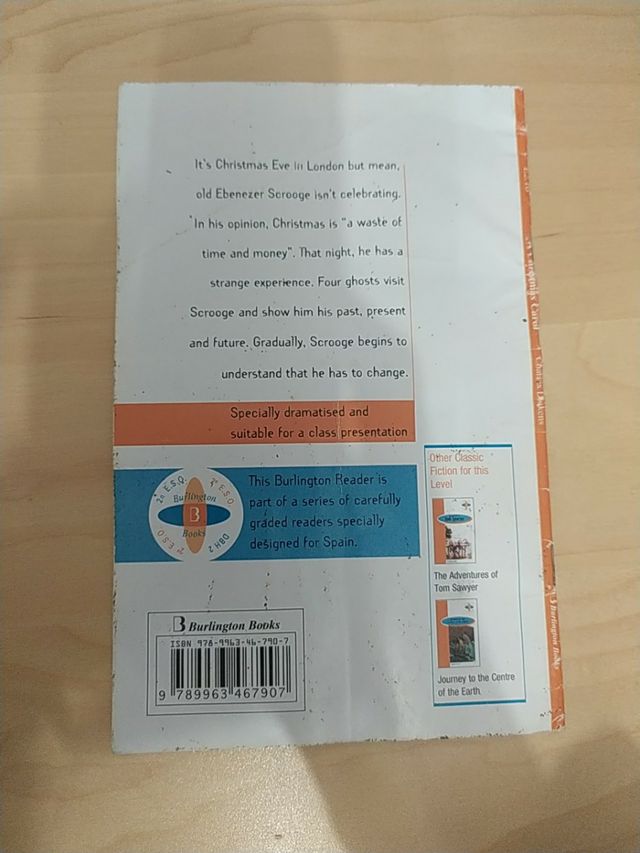 It's Christmas Eve in London but mean,
old Ebenezer Scrooge isn't celebrating.
In his opinion, Christmas is "a waste of
time and money". That night, he has a
strange experience. Four ghosts visit
Scrooge and show him his past, present
and future. Gradually, Scrooge begins to
understand that he has to change.
Specially dramatised and
suitable for a class presentation
This Burlington Reader is
part of a series of carefully
graded readers specially
designed for Spain.
2n E.S.O.
2º E.S.O
Burlington
B
Books
2º E.S.O
DBH 2
Other Classic
Fiction for this
Level
The Adventures of
Tom Sawyer
Journey to the Centre
of the Earth
B Burlington Books
ISBN 978-9963-46-790-7
9 789963 467907
A Christmas Carol
Charles Dickens
Burlington Books